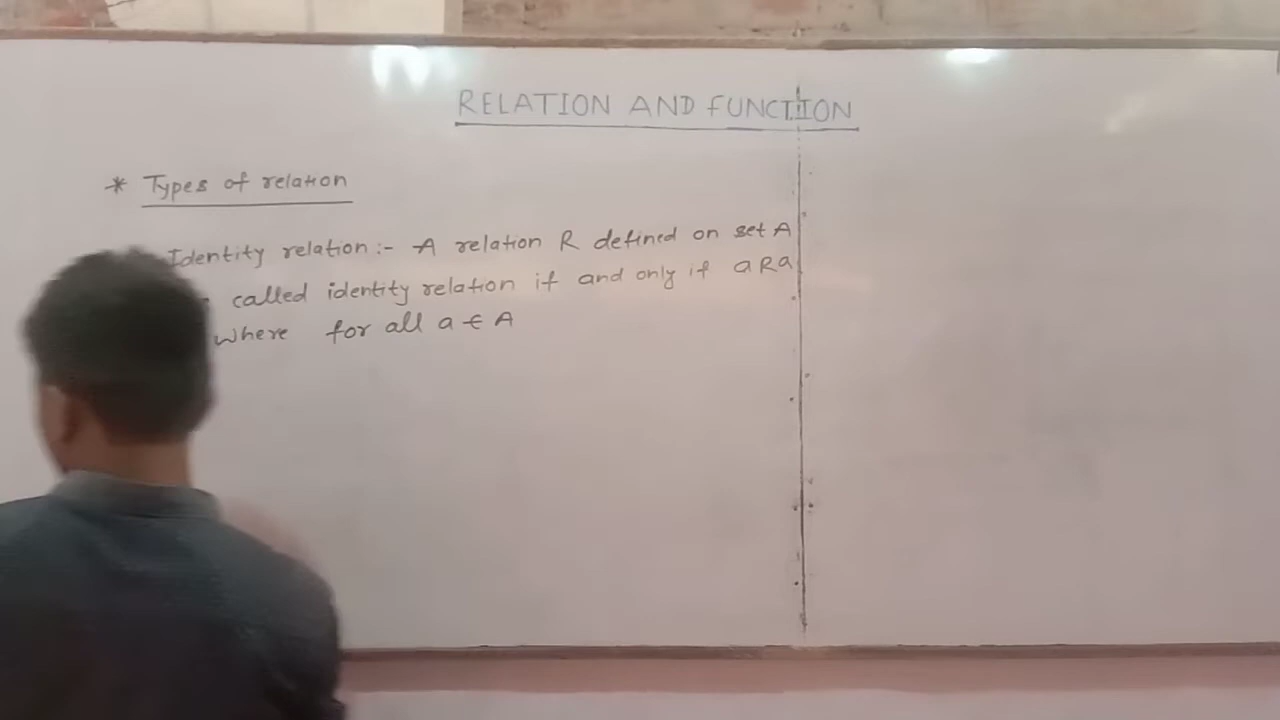 RELATION AND FUNCTION
* Types of relation
Identity relation :- A relation R defined on set A
called identity relation if and only if aRa
where for all a ∈ A